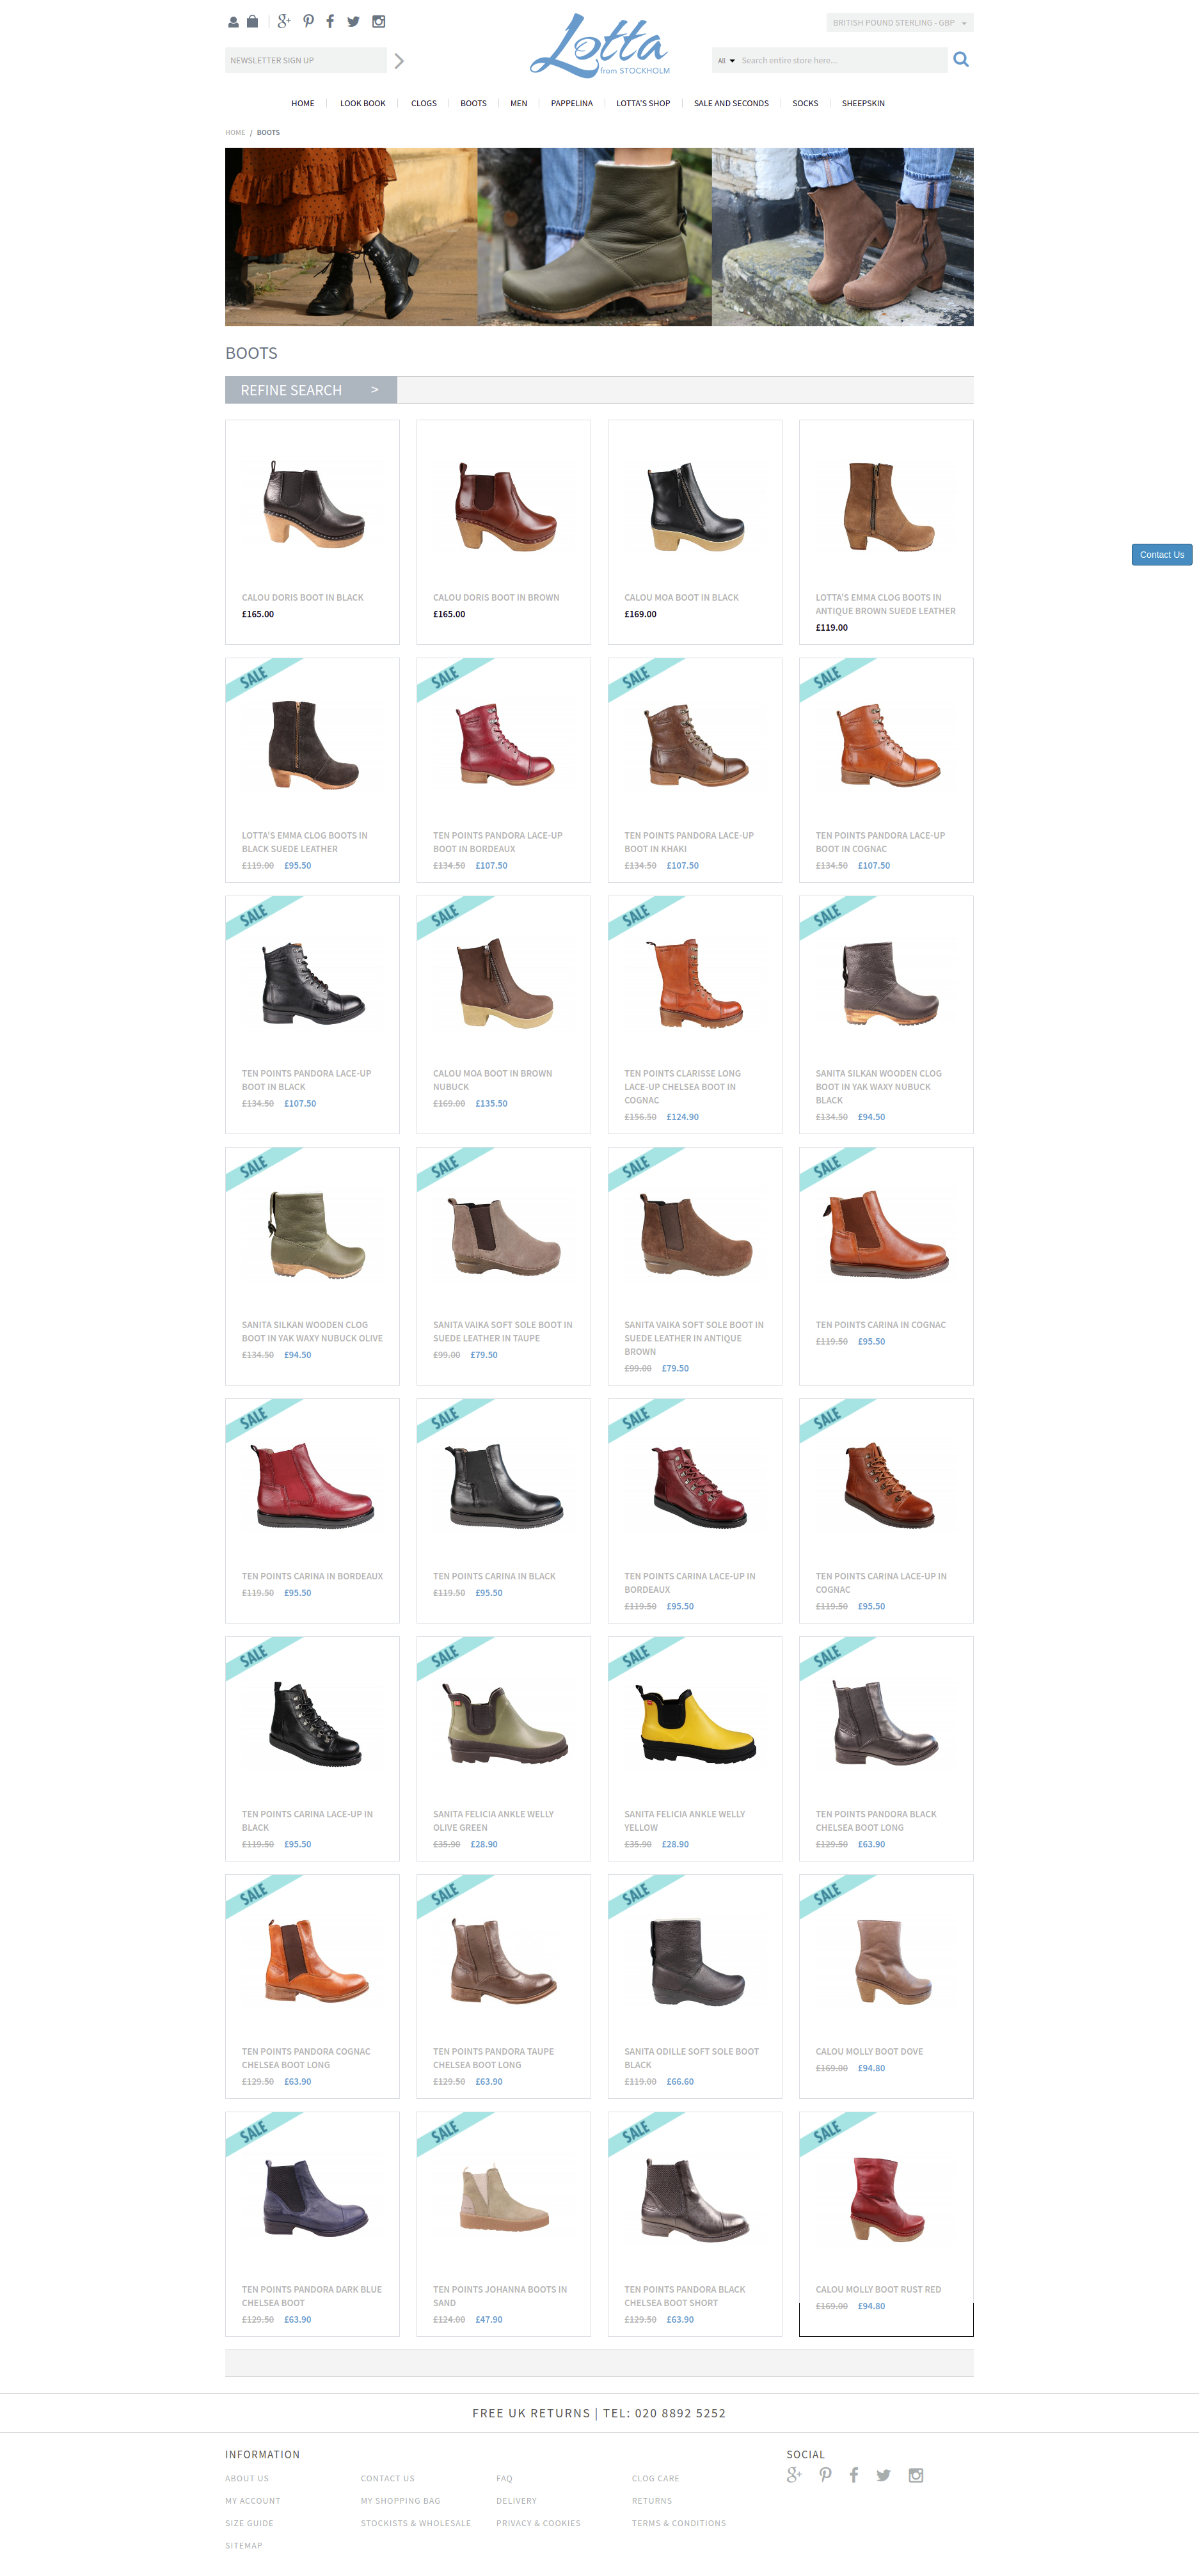 BRITISH POUND STERLING - GBP
NEWSLETTER SIGN UP
Lotta
from STOCKHOLM
All
Search entire store here...
HOME
LOOK BOOK
CLOGS
BOOTS
MEN
PAPPELINA
LOTTA'S SHOP
SALE AND SECONDS
SOCKS
SHEEPSKIN
HOME / BOOTS
BOOTS
REFINE SEARCH >
CALOU DORIS BOOT IN BLACK
£165.00
CALOU DORIS BOOT IN BROWN
£165.00
CALOU MOA BOOT IN BLACK
£169.00
LOTTA'S EMMA CLOG BOOTS IN
ANTIQUE BROWN SUEDE LEATHER
£119.00
Contact Us
SALE
LOTTA'S EMMA CLOG BOOTS IN
BLACK SUEDE LEATHER
£119.00 £95.50
SALE
TEN POINTS PANDORA LACE-UP
BOOT IN BORDEAUX
£134.50 £107.50
SALE
TEN POINTS PANDORA LACE-UP
BOOT IN KHAKI
£134.50 £107.50
SALE
TEN POINTS PANDORA LACE-UP
BOOT IN COGNAC
£134.50 £107.50
SALE
TEN POINTS PANDORA LACE-UP
BOOT IN BLACK
£134.50 £107.50
SALE
CALOU MOA BOOT IN BROWN
NUBUCK
£169.00 £135.50
SALE
TEN POINTS CLARISSE LONG
LACE-UP CHELSEA BOOT IN
COGNAC
£156.50 £124.90
SALE
SANITA SILKAN WOODEN CLOG
BOOT IN YAK WAXY NUBUCK
BLACK
£134.50 £94.50
SALE
SANITA SILKAN WOODEN CLOG
BOOT IN YAK WAXY NUBUCK OLIVE
£134.50 £94.50
SALE
SANITA VAIKA SOFT SOLE BOOT IN
SUEDE LEATHER IN TAUPE
£99.00 £79.50
SALE
SANITA VAIKA SOFT SOLE BOOT IN
SUEDE LEATHER IN ANTIQUE
BROWN
£99.00 £79.50
SALE
TEN POINTS CARINA IN COGNAC
£119.50 £95.50
SALE
TEN POINTS CARINA IN BORDEAUX
£119.50 £95.50
SALE
TEN POINTS CARINA IN BLACK
£119.50 £95.50
SALE
TEN POINTS CARINA LACE-UP IN
BORDEAUX
£119.50 £95.50
SALE
TEN POINTS CARINA LACE-UP IN
COGNAC
£119.50 £95.50
SALE
TEN POINTS CARINA LACE-UP IN
BLACK
£119.50 £95.50
SALE
SANITA FELICIA ANKLE WELLY
OLIVE GREEN
£35.90 £28.90
SALE
SANITA FELICIA ANKLE WELLY
YELLOW
£35.90 £28.90
SALE
TEN POINTS PANDORA BLACK
CHELSEA BOOT LONG
£129.50 £63.90
SALE
TEN POINTS PANDORA COGNAC
CHELSEA BOOT LONG
£129.50 £63.90
SALE
TEN POINTS PANDORA TAUPE
CHELSEA BOOT LONG
£129.50 £63.90
SALE
SANITA ODILLE SOFT SOLE BOOT
BLACK
£119.00 £66.60
SALE
CALOU MOLLY BOOT DOVE
£169.00 £94.80
SALE
TEN POINTS PANDORA DARK BLUE
CHELSEA BOOT
£129.50 £63.90
SALE
TEN POINTS JOHANNA BOOTS IN
SAND
£124.00 £47.90
SALE
TEN POINTS PANDORA BLACK
CHELSEA BOOT SHORT
£129.50 £63.90
SALE
CALOU MOLLY BOOT RUST RED
£169.00 £94.80
FREE UK RETURNS | TEL: 020 8892 5252
INFORMATION
SOCIAL
ABOUT US
CONTACT US
FAQ
CLOG CARE
MY ACCOUNT
MY SHOPPING BAG
DELIVERY
RETURNS
SIZE GUIDE
STOCKISTS & WHOLESALE
PRIVACY & COOKIES
TERMS & CONDITIONS
SITEMAP